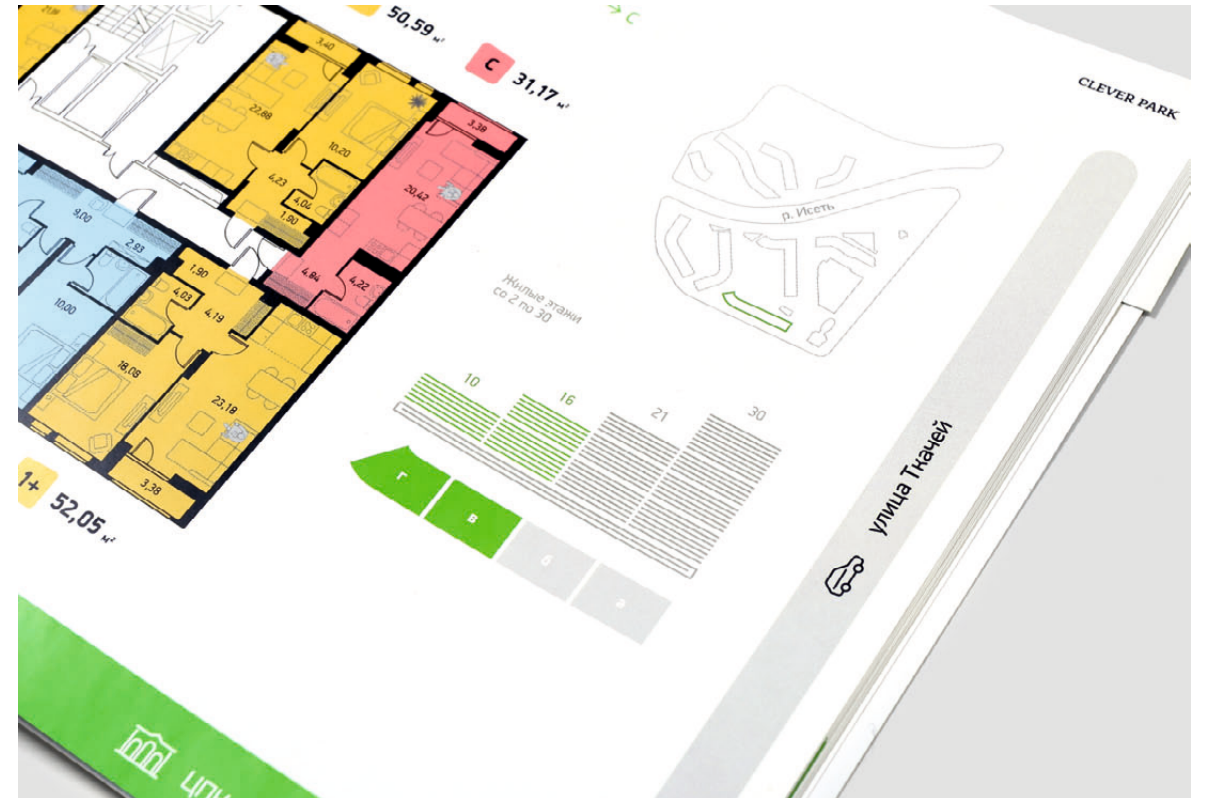 50,59 м²
С 31,17 м²
→ С
CLEVER PARK
21,91
3,40
22,88
10,20
4,23
4,04
1,90
3,38
20,42
4,84
4,22
9,00
2,93
10,00
1,90
4,03
4,19
18,08
23,18
3,38
1+ 52,05 м²
р. Исеть
Жилые этажи
со 2 по 30
10
16
21
30
г
в
б
а
улица Ткачей